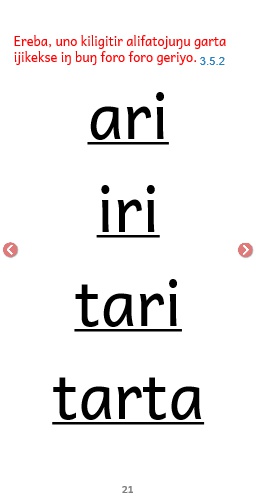 Ereba, uno kiligitir alifatojuŋu garta
ijikekse iŋ buŋ foro foro geriyo. 3.5.2
ari
iri
tari
tarta
21